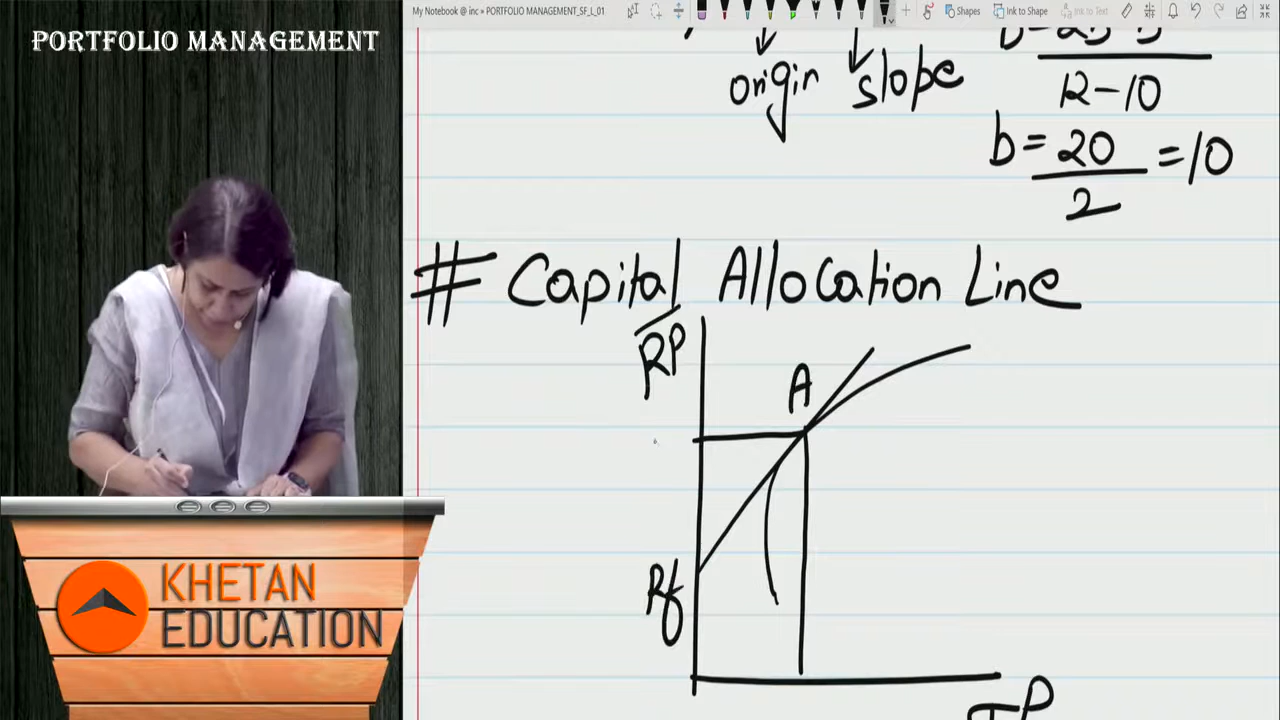 PORTFOLIO MANAGEMENT
My Notebook @ inc » PORTFOLIO MANAGEMENT_SF_L_01
Shapes
Ink to Shape
Ink to Text
origin
slope
12-10
b = 20 = 10
2
# Capital Allocation Line
RP
A
Rf
KHETAN
EDUCATION